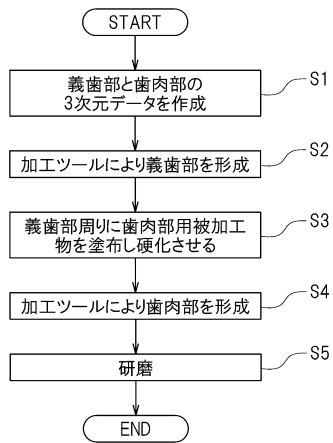 START
義歯部と歯肉部の
3次元データを作成
S1
加工ツールにより義歯部を形成
S2
義歯部周りに歯肉部用被加工
物を塗布し硬化させる
S3
加工ツールにより歯肉部を形成
S4
研磨
S5
END